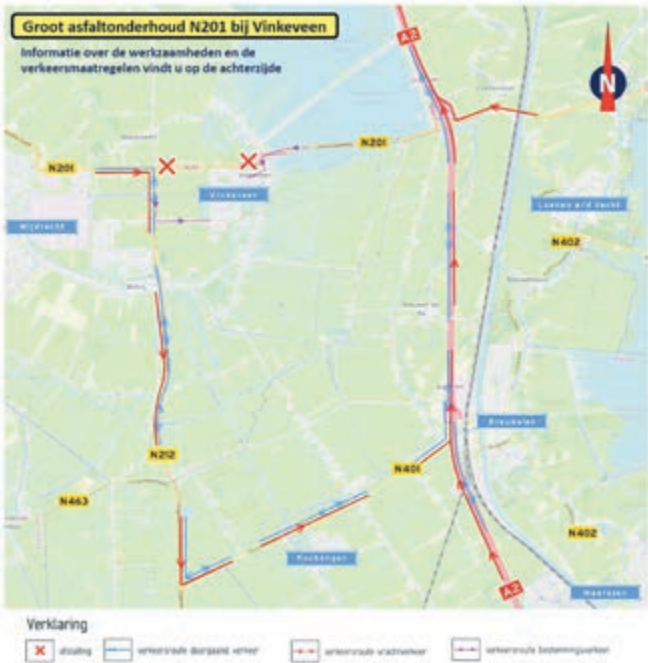 Groot asfaltonderhoud N201 bij Vinkeveen
Informatie over de werkzaamheden en de
verkeersmaatregelen vindt u op de achterzijde
A2
N
N201
N201
Vinkeveen
Mijdrecht
Loenen a/d Vecht
N402
Breukelen
N212
N401
N463
Kockengen
N402
A2
Maarssen
Verklaring
afsluiting
verkeersroute doorgaand verkeer
verkeersroute vrachtverkeer
verkeersroute bestemmingsverkeer